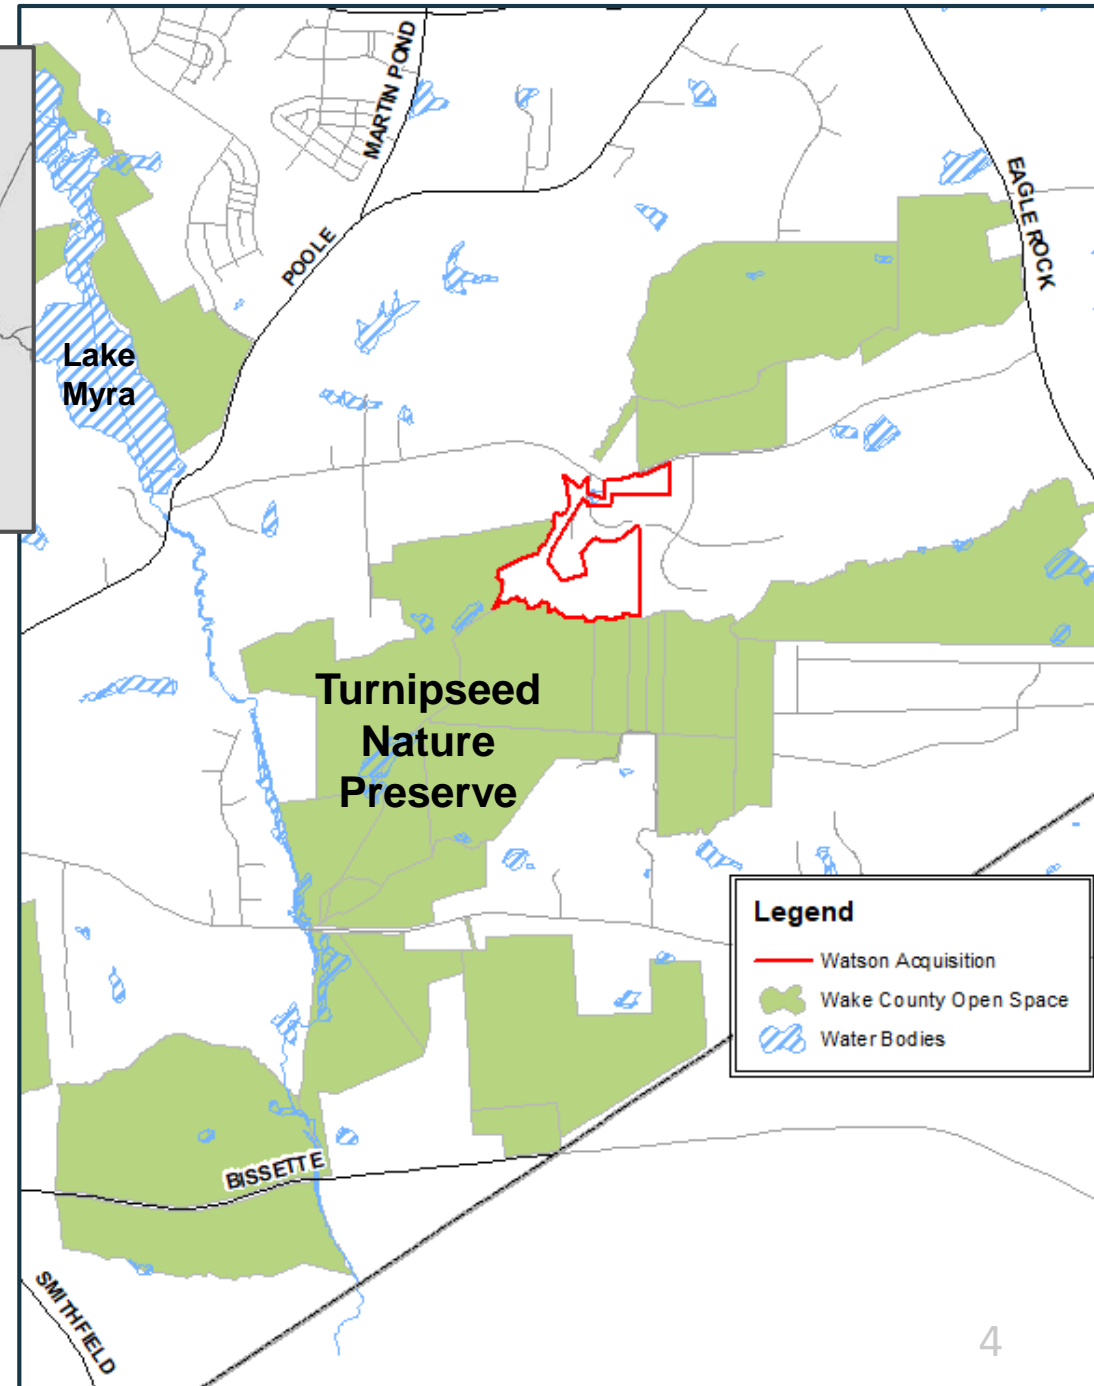 MARTIN POND
EAGLE ROCK
POOLE
Lake
Myra
Turnipseed
Nature
Preserve
Legend
Watson Acquisition
Wake County Open Space
Water Bodies
BISSETTE
SMITHFIELD
4